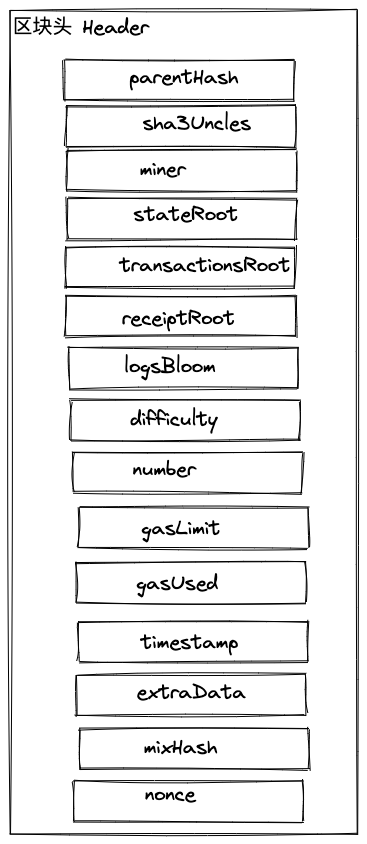 区块头 Header
parentHash
sha3Uncles
miner
stateRoot
transactionsRoot
receiptRoot
logsBloom
difficulty
number
gasLimit
gasUsed
timestamp
extraData
mixHash
nonce